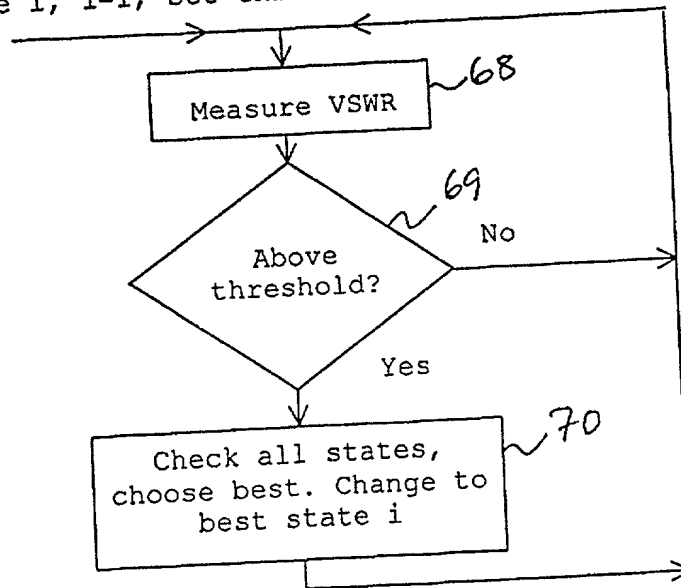 Measure VSWR
68
69
Above
threshold?
No
Yes
Check all states,
choose best. Change to
best state i
70